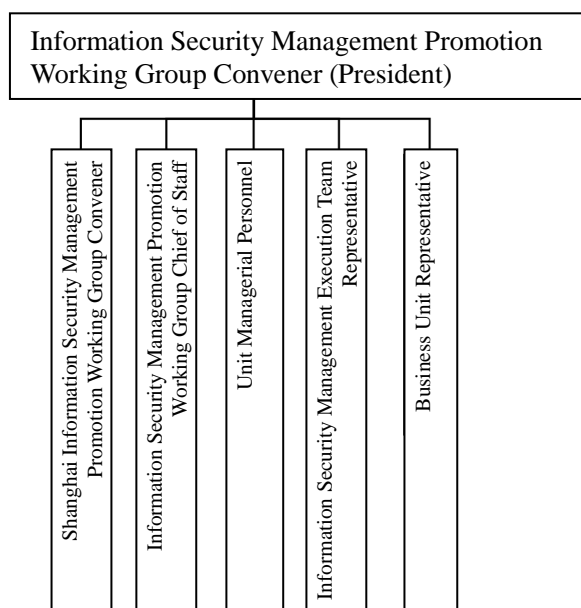 Information Security Management Promotion
Working Group Convener (President)
Shanghai Information Security Management
Promotion Working Group Convener
Information Security Management Promotion
Working Group Chief of Staff
Unit Managerial Personnel
Information Security Management Execution Team
Representative
Business Unit Representative